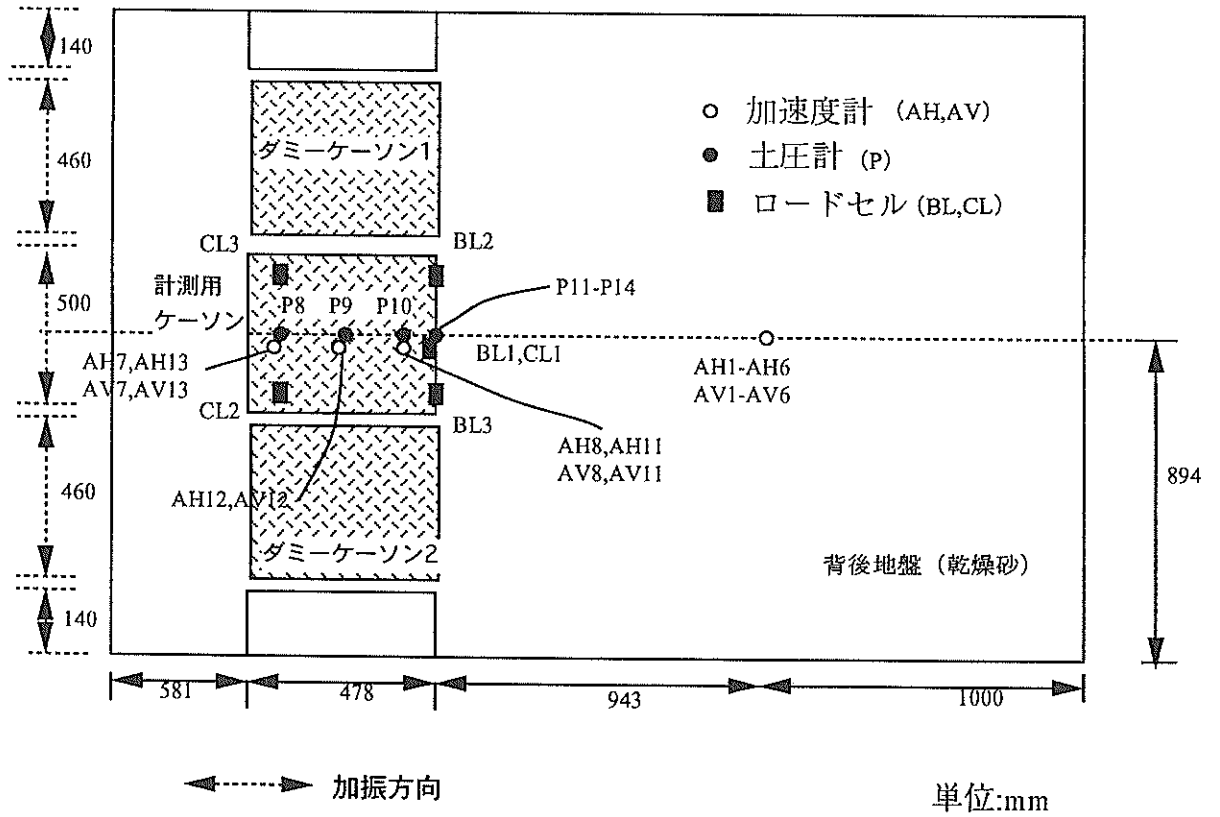 140
460
500
460
140
ダミーケーソン1
加速度計 (AH,AV)
土圧計 (P)
ロードセル (BL,CL)
CL3
BL2
計測用
ケーソン
P8
P9
P10
P11-P14
AH7,AH13
AV7,AV13
BL1,CL1
AH1-AH6
AV1-AV6
CL2
BL3
AH8,AH11
AV8,AV11
AH12,AV12
ダミーケーソン2
背後地盤（乾燥砂）
894
581
478
943
1000
加振方向
単位:mm